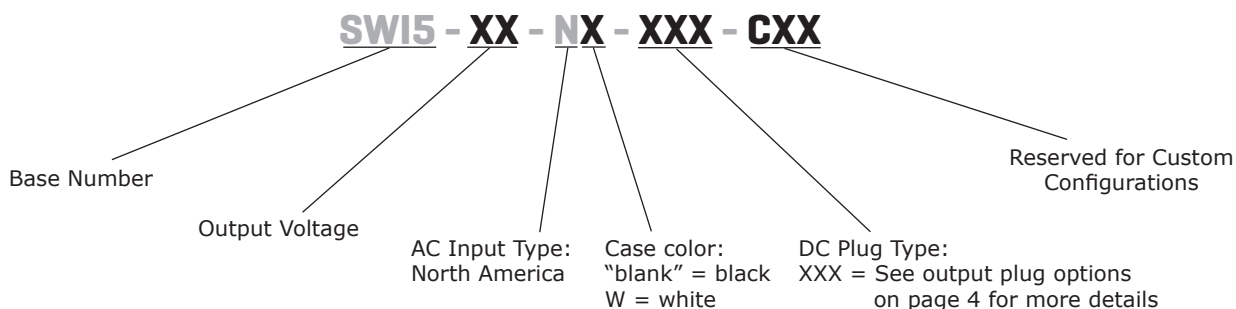 SWI5 - XX - NX - XXX - CXX
Base Number
Output Voltage
AC Input Type:
North America
Case color:
“blank” = black
W = white
DC Plug Type:
XXX = See output plug options
on page 4 for more details
Reserved for Custom
Configurations